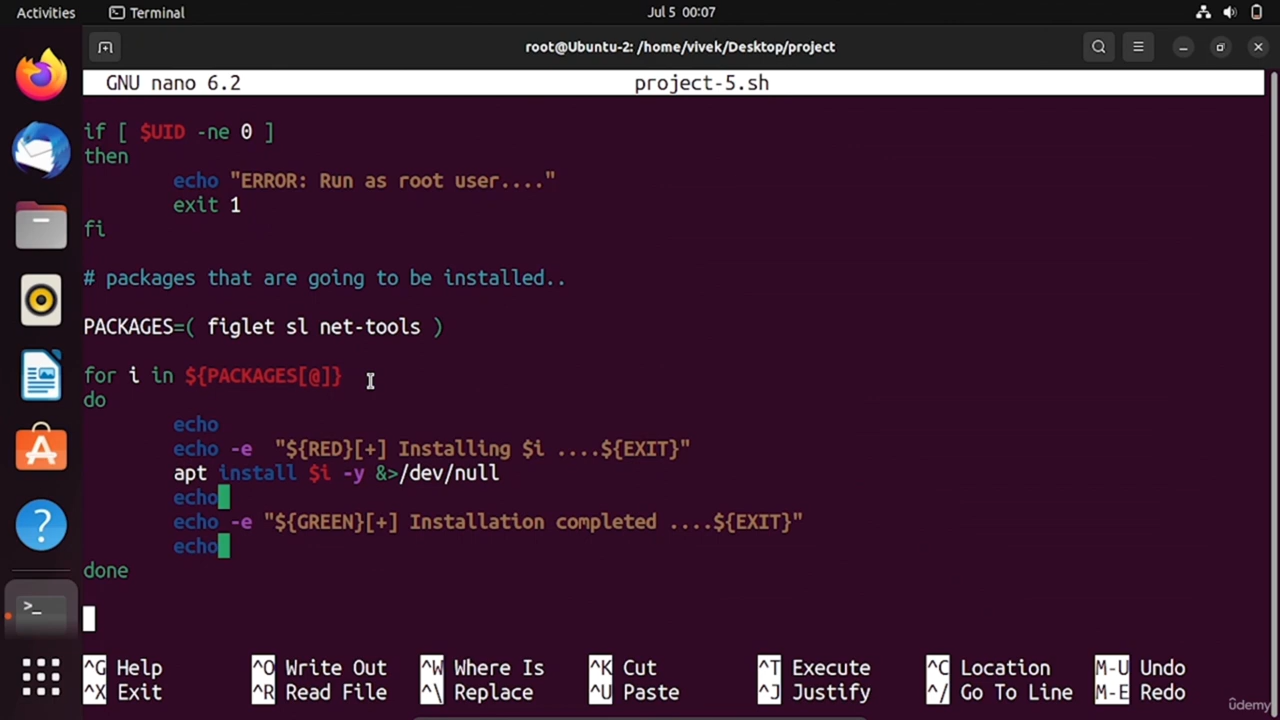 Activities Terminal Jul 5 00:07
root@Ubuntu-2: /home/vivek/Desktop/project
GNU nano 6.2 project-5.sh
if [ $UID -ne 0 ]
then
echo "ERROR: Run as root user...."
exit 1
fi
# packages that are going to be installed..
PACKAGES=( figlet sl net-tools )
for i in ${PACKAGES[@]}
do
echo
echo -e  "${RED}[+] Installing $i ....${EXIT}"
apt install $i -y &>/dev/null
echo
echo -e "${GREEN}[+] Installation completed ....${EXIT}"
echo
done
^G Help ^O Write Out ^W Where Is ^K Cut ^T Execute ^C Location M-U Undo
^X Exit ^R Read File ^\ Replace ^U Paste ^J Justify ^/ Go To Line M-E Redo
udemy